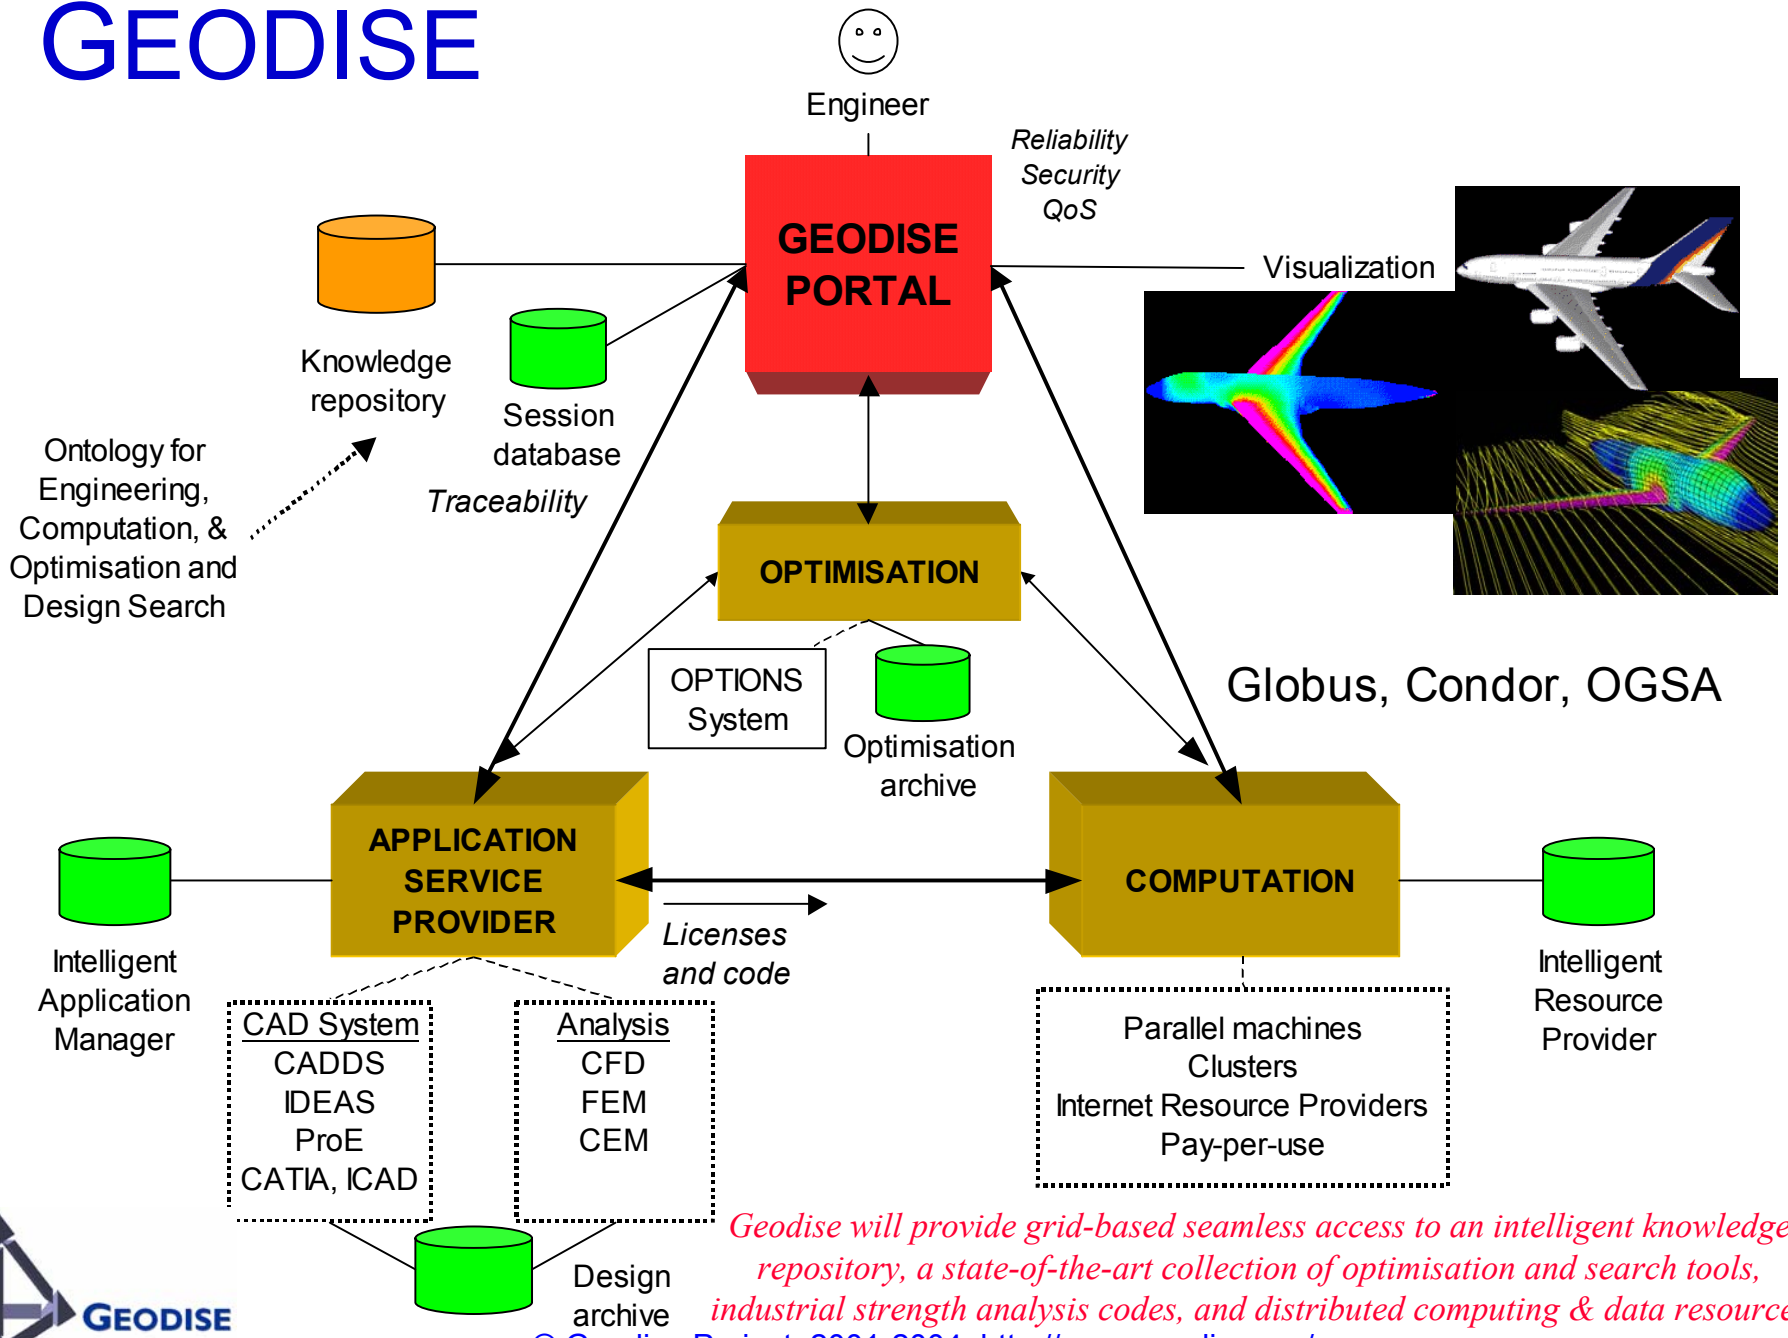 GEODISE
Engineer
Reliability
Security
QoS
GEODISE
PORTAL
Visualization
Knowledge
repository
Session
database
Traceability
Ontology for
Engineering,
Computation, &
Optimisation and
Design Search
OPTIMISATION
OPTIONS
System
Optimisation
archive
Globus, Condor, OGSA
APPLICATION
SERVICE
PROVIDER
COMPUTATION
Licenses
and code
Intelligent
Application
Manager
Intelligent
Resource
Provider
CAD System
CADDS
IDEAS
ProE
CATIA, ICAD
Analysis
CFD
FEM
CEM
Parallel machines
Clusters
Internet Resource Providers
Pay-per-use
Design
archive
Geodise will provide grid-based seamless access to an intelligent knowledge
repository, a state-of-the-art collection of optimisation and search tools,
industrial strength analysis codes, and distributed computing & data resource
GEODISE